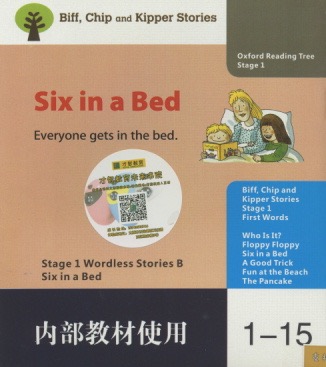 Biff, Chip and Kipper Stories
Oxford Reading Tree
Stage 1
Six in a Bed
Everyone gets in the bed.
Biff, Chip and
Kipper Stories
Stage 1
First Words
Who Is It?
Floppy Floppy
Six in a Bed
A Good Trick
Fun at the Beach
The Pancake
Stage 1 Wordless Stories B
Six in a Bed
内部教材使用
1-15